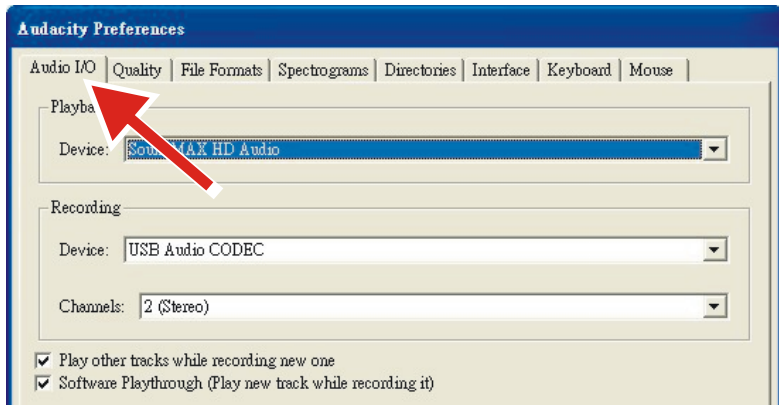 Audacity Preferences
Audio I/O Quality File Formats Spectrograms Directories Interface Keyboard Mouse
Device: HD Audio
Recording
Device: USB Audio CODEC
Channels: 2 (Stereo)
Play other tracks while recording new one
Software Playthrough (Play new track while recording it)